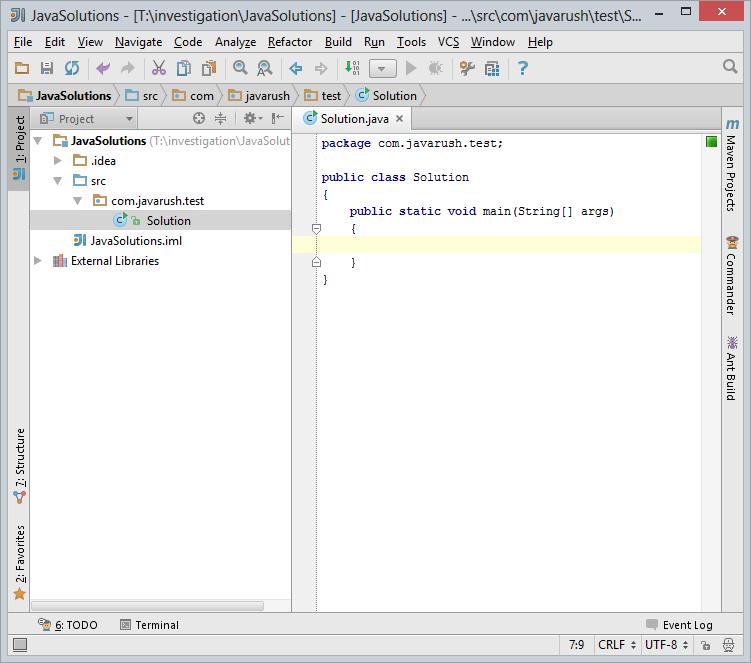 JavaSolutions - [T:\investigation\JavaSolutions] - [JavaSolutions] - ...\src\com\javarush\test\S...
File Edit View Navigate Code Analyze Refactor Build Run Tools VCS Window Help
JavaSolutions src com javarush test Solution
1: Project
7: Structure
2: Favorites
Project
JavaSolutions (T:\investigation\JavaSolut
.idea
src
com.javarush.test
Solution
JavaSolutions.iml
External Libraries
Solution.java
package com.javarush.test;
public class Solution
{
public static void main(String[] args)
{
}
}
Maven Projects
Commander
Ant Build
6: TODO Terminal Event Log
7:9 CRLF UTF-8